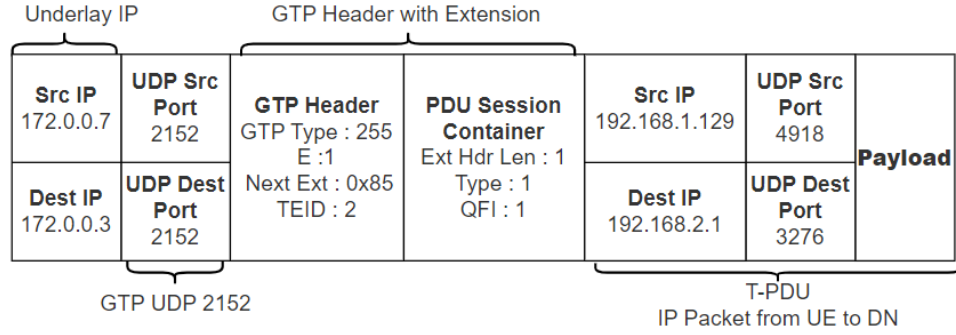 Underlay IP
GTP Header with Extension
Src IP
172.0.0.7
UDP Src
Port
2152
GTP Header
GTP Type : 255
E :1
Next Ext : 0x85
TEID : 2
PDU Session
Container
Ext Hdr Len : 1
Type : 1
QFI : 1
Src IP
192.168.1.129
UDP Src
Port
4918
Payload
Dest IP
172.0.0.3
UDP Dest
Port
2152
Dest IP
192.168.2.1
UDP Dest
Port
3276
GTP UDP 2152
T-PDU
IP Packet from UE to DN